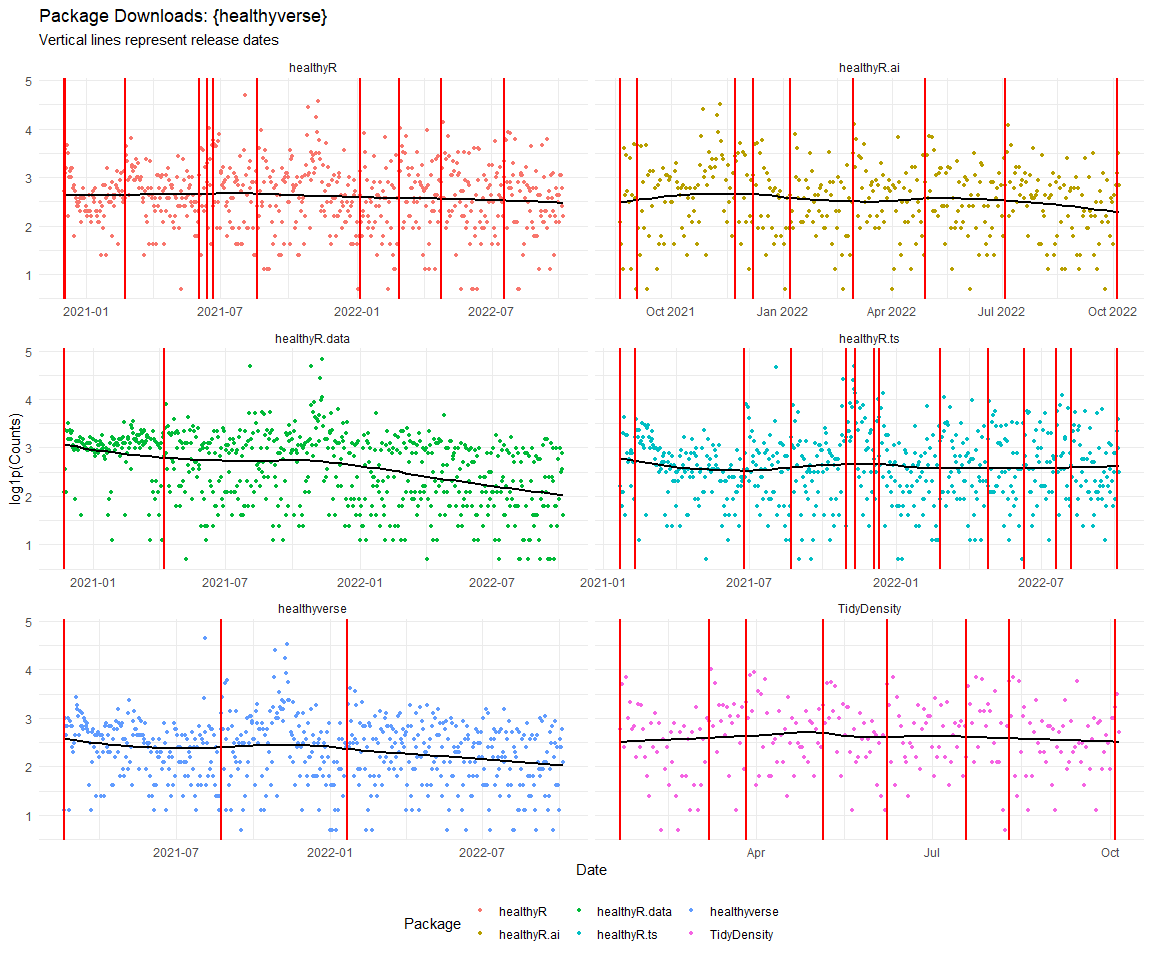 Package Downloads: {healthyverse}
Vertical lines represent release dates
healthyR
healthyR.ai
5
4
3
2
1
2021-01
2021-07
2022-01
2022-07
Oct 2021
Jan 2022
Apr 2022
Jul 2022
Oct 2022
healthyR.data
healthyR.ts
5
4
3
2
1
log1p(Counts)
2021-01
2021-07
2022-01
2022-07
2021-01
2021-07
2022-01
2022-07
healthyverse
TidyDensity
5
4
3
2
1
2021-07
2022-01
2022-07
Apr
Jul
Oct
Date
Package
healthyR
healthyR.data
healthyverse
healthyR.ai
healthyR.ts
TidyDensity